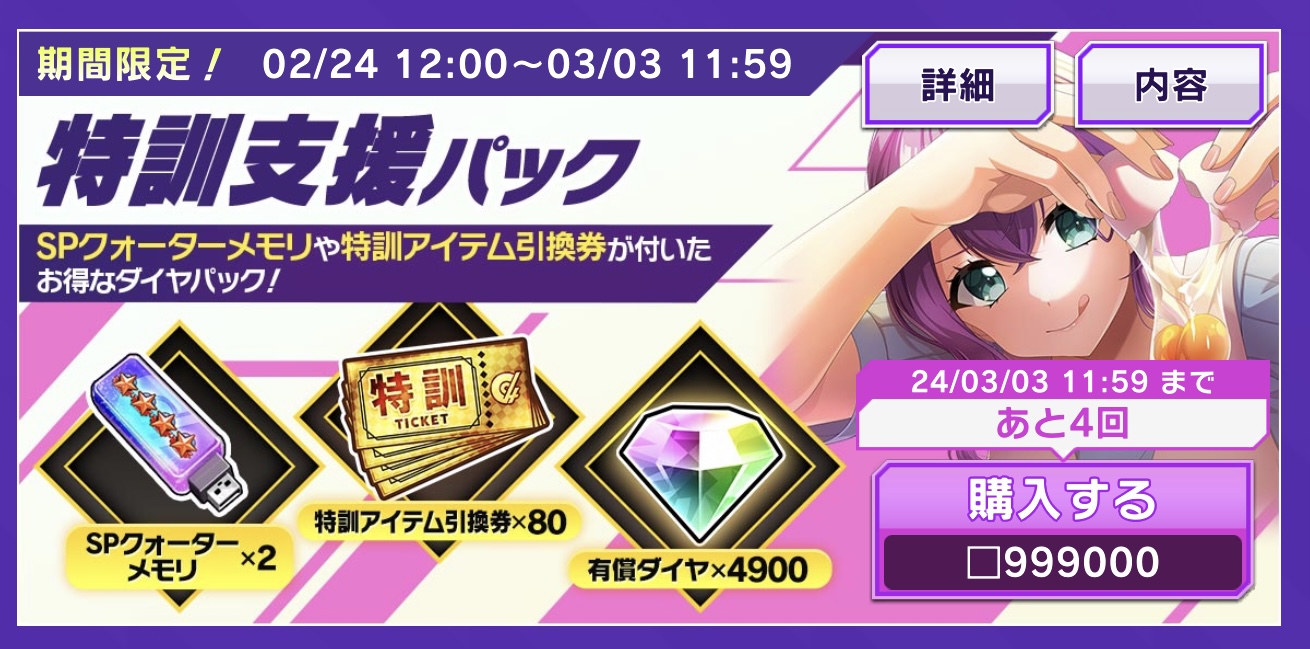 期間限定! 02/24 12:00～03/03 11:59
詳細
内容
特訓支援パック
SPクォーターメモリや特訓アイテム引換券が付いた
お得なダイヤパック!
特訓
TICKET
SPクォーター
メモリ
×2
特訓アイテム引換券×80
有償ダイヤ×4900
24/03/03 11:59 まで
あと4回
購入する
□999000